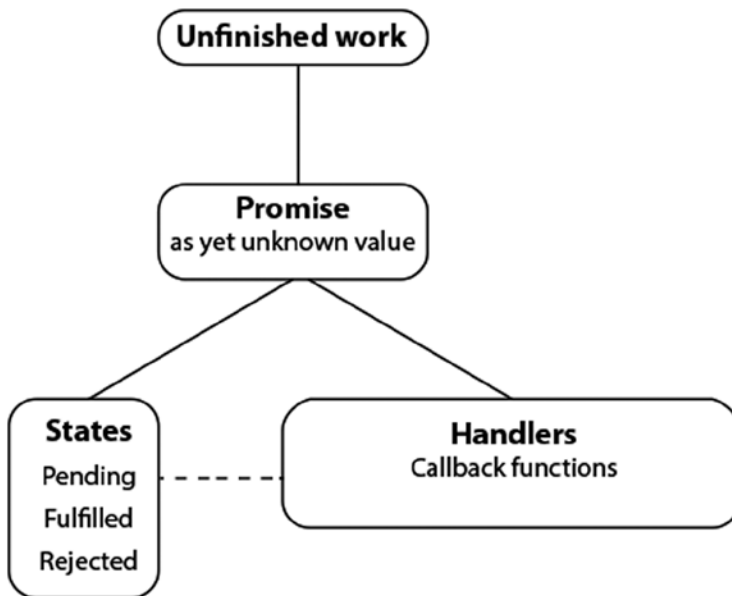 Unfinished work
Promise
as yet unknown value
States
Pending
Fulfilled
Rejected
Handlers
Callback functions